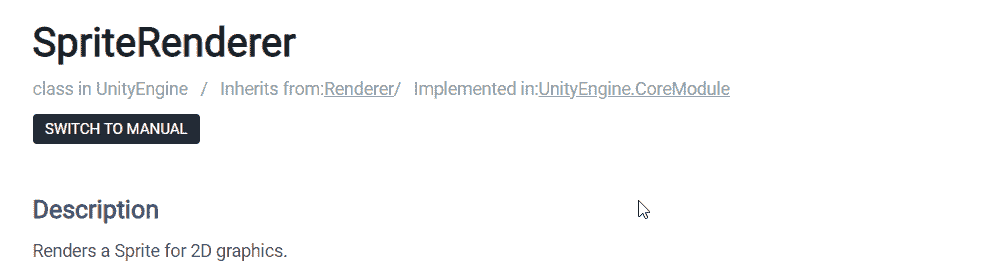 SpriteRenderer
class in UnityEngine / Inherits from:Renderer/ Implemented in:UnityEngine.CoreModule
SWITCH TO MANUAL
Description
Renders a Sprite for 2D graphics.